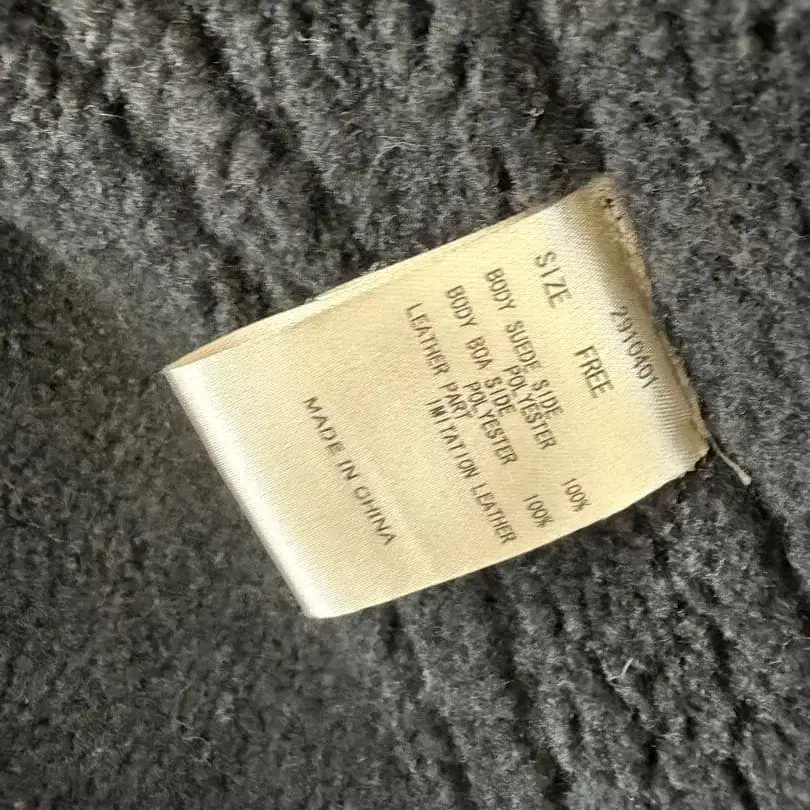 2910401
SIZE FREE
BODY SUEDE SIDE
POLYESTER 100%
BODY BOA SIDE
POLYESTER 100%
LEATHER PART
IMITATION LEATHER
MADE IN CHINA